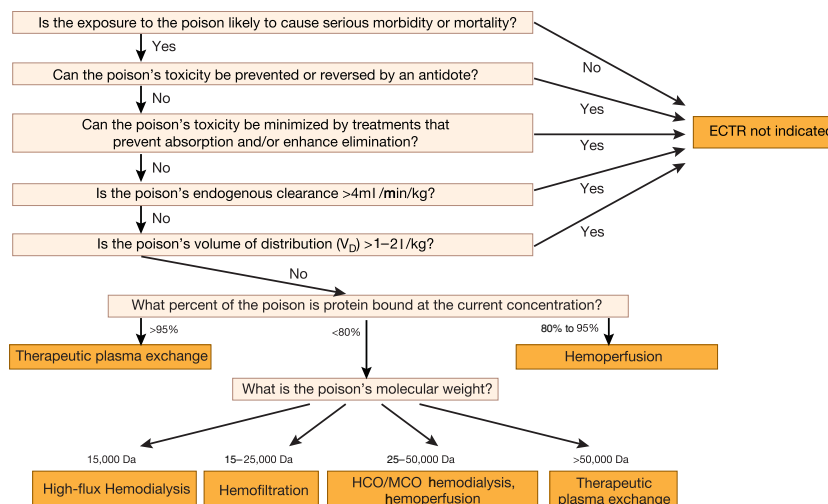 Is the exposure to the poison likely to cause serious morbidity or mortality?
Yes
No
Can the poison's toxicity be prevented or reversed by an antidote?
No
Yes
Can the poison's toxicity be minimized by treatments that
prevent absorption and/or enhance elimination?
ECTR not indicated
Yes
No
Is the poison's endogenous clearance >4ml/min/kg?
Yes
No
Is the poison's volume of distribution (VD) >1–2l/kg?
Yes
No
What percent of the poison is protein bound at the current concentration?
>95%
<80%
80% to 95%
Therapeutic plasma exchange
Hemoperfusion
What is the poison's molecular weight?
15,000 Da
15–25,000 Da
25–50,000 Da
>50,000 Da
High-flux Hemodialysis
Hemofiltration
HCO/MCO hemodialysis,
hemoperfusion
Therapeutic
plasma exchange